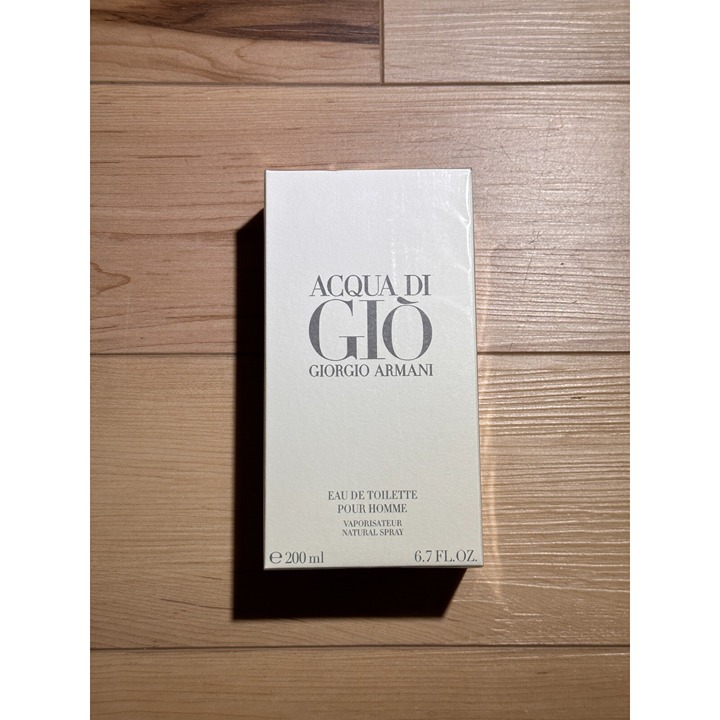 ACQUA DI
GIÒ
GIORGIO ARMANI
EAU DE TOILETTE
POUR HOMME
VAPORISATEUR
NATURAL SPRAY
℮ 200 ml 6.7 FL.OZ.